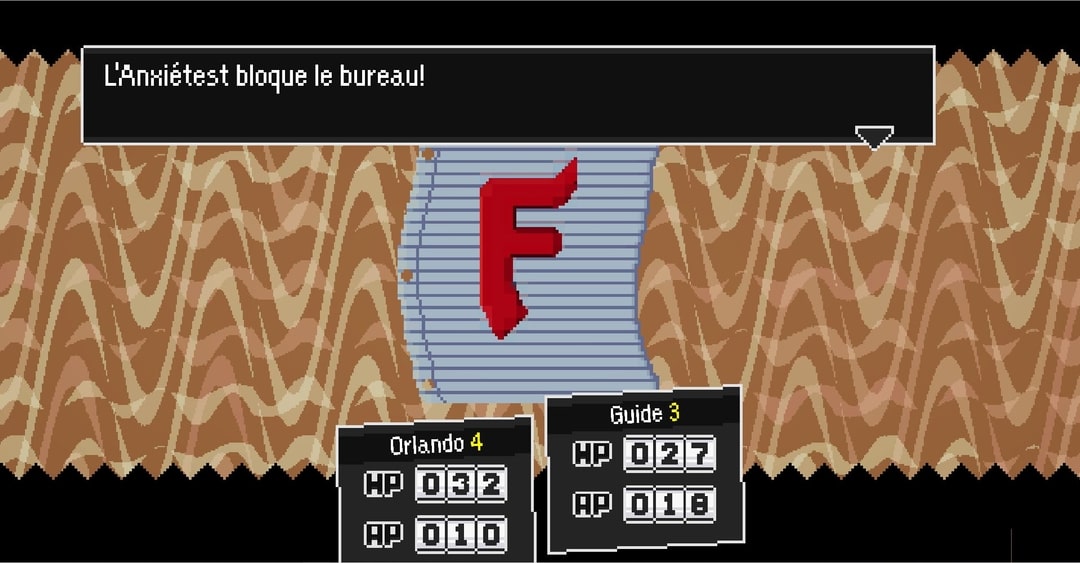 L'Anxiétest bloque le bureau!
F
Guide 3
HP 027
AP 018
Orlando 4
HP 032
AP 010